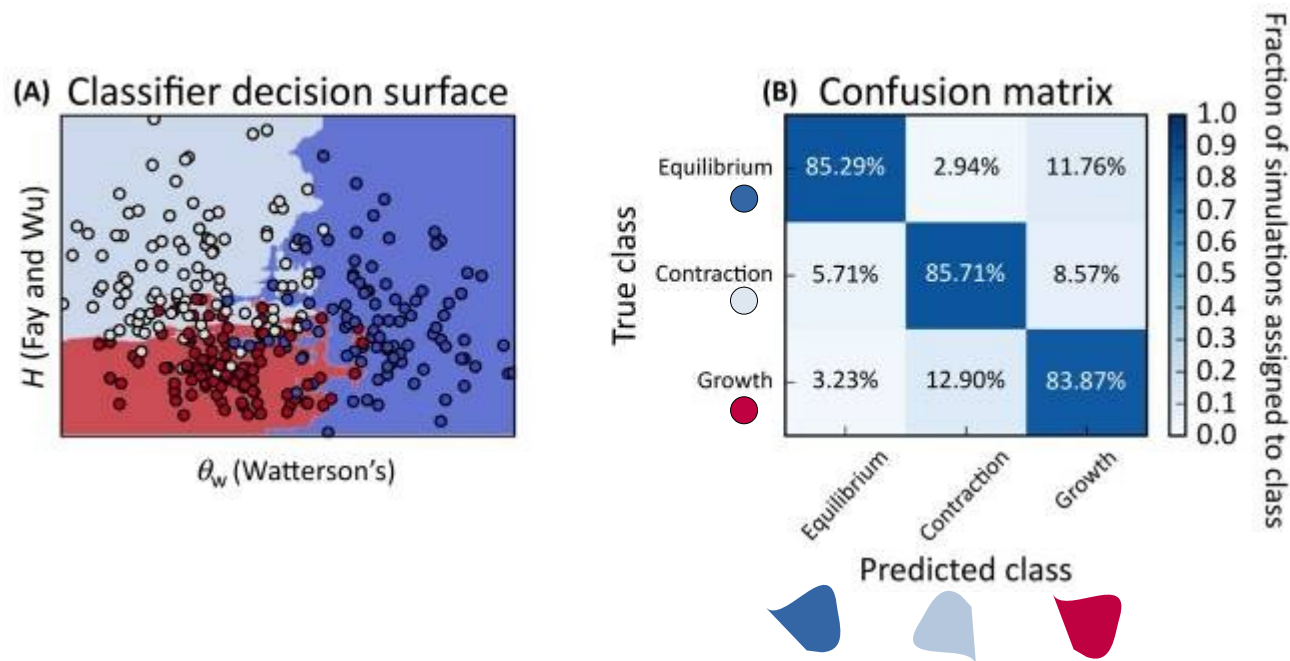 (A) Classifier decision surface
H (Fay and Wu)
θw (Watterson's)
(B) Confusion matrix
True class
Equilibrium
85.29% 2.94% 11.76%
Contraction
5.71% 85.71% 8.57%
Growth
3.23% 12.90% 83.87%
Equilibrium
Contraction
Growth
Predicted class
1.0
0.9
0.8
0.7
0.6
0.5
0.4
0.3
0.2
0.1
0.0
Fraction of simulations assigned to class